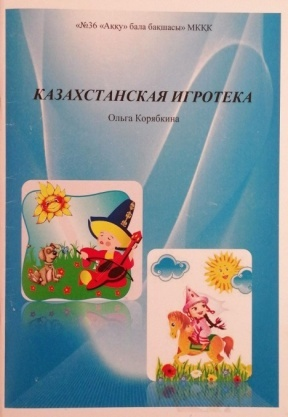 «№36 «Аққу» бала бақшасы» МКҚК
КАЗАХСТАНСКАЯ ИГРОТЕКА
Ольга Корябкина